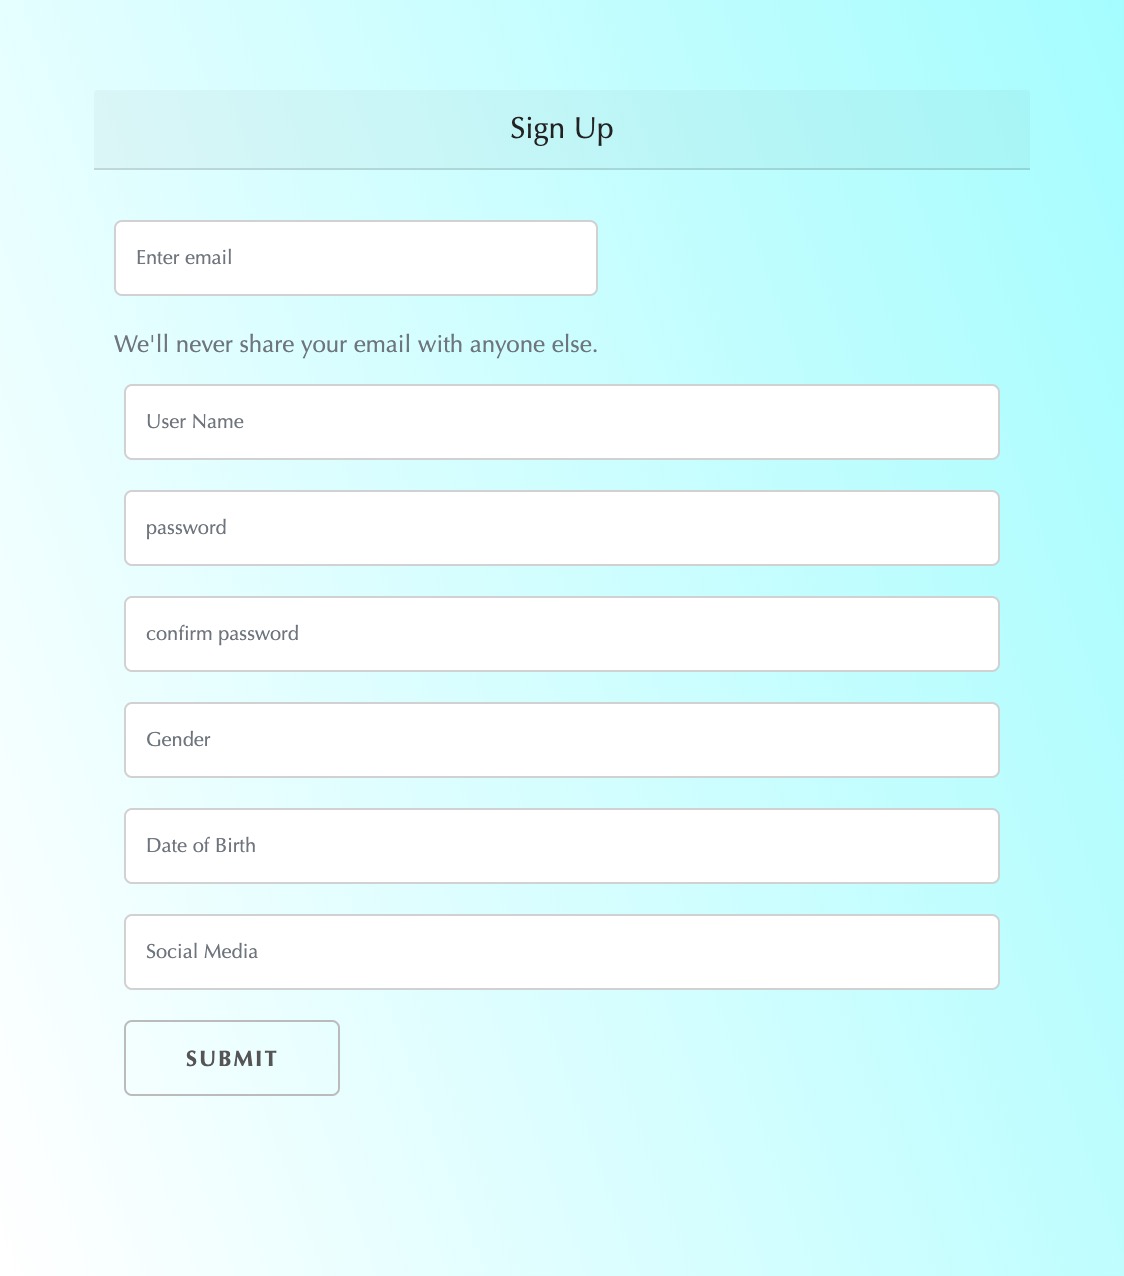 Sign Up
Enter email
We'll never share your email with anyone else.
User Name
password
confirm password
Gender
Date of Birth
Social Media
SUBMIT